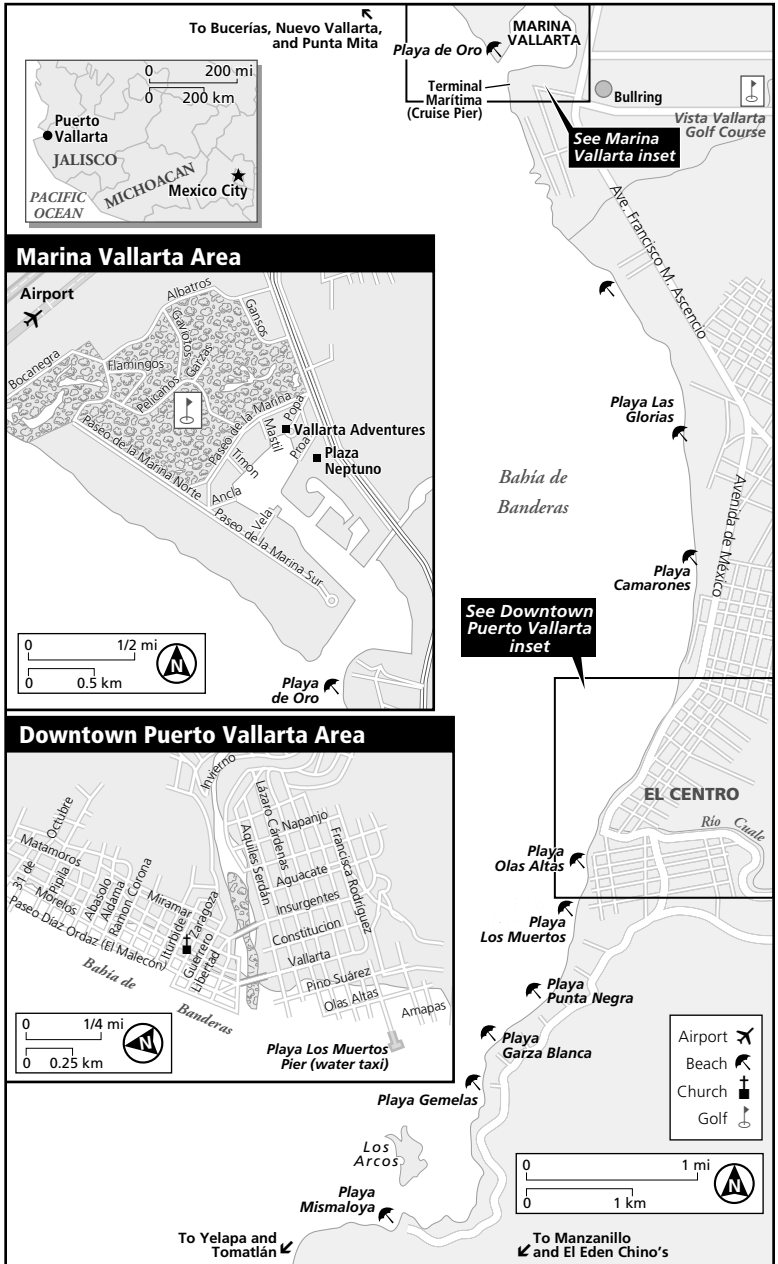 To Bucerías, Nuevo Vallarta,
and Punta Mita
Playa de Oro
MARINA
VALLARTA
Terminal
Marítima
(Cruise Pier)
Bullring
Vista Vallarta
Golf Course
See Marina
Vallarta inset
0 200 mi
0 200 km
Puerto
Vallarta
JALISCO
MICHOACAN
Mexico City
PACIFIC
OCEAN
Ave. Francisco M. Ascencio
Playa Las
Glorias
Bahía de
Banderas
Avenida de México
Playa
Camarones
See Downtown
Puerto Vallarta
inset
EL CENTRO
Río Cuale
Playa
Olas Altas
Playa
Los Muertos
Playa
Punta Negra
Playa
Garza Blanca
Playa Gemelas
Los
Arcos
Playa
Mismaloya
To Yelapa and
Tomatlán
To Manzanillo
and El Eden Chino's
Airport
Beach
Church
Golf
0 1 mi
0 1 km
N
Marina Vallarta Area
Airport
Albatros
Gansos
Gaviotos
Garzas
Bocanegra
Flamingos
Pelicanos
Paseo de la Marina
Popa
Mastil
Proa
Vallarta Adventures
Plaza
Neptuno
Timon
Paseo de la Marina Norte
Ancla
Vela
Paseo de la Marina Sur
0 1/2 mi
0 0.5 km
N
Playa
de Oro
Downtown Puerto Vallarta Area
Invierno
Lázaro Cárdenas
Aquiles Serdán
Napanjo
Francisca Rodríguez
Aguacate
Insurgentes
Constitucion
Vallarta
Pino Suárez
Olas Altas
Amapas
31 de Octubre
Matamoros
Pipila
Morelos
Abasolo
Aldama
Ramon Corona
Miramar
Paseo Diaz Ordaz (El Malecón)
Iturbide
Zaragoza
Guerrero
Libertad
Bahía de
Banderas
0 1/4 mi
0 0.25 km
N
Playa Los Muertos
Pier (water taxi)